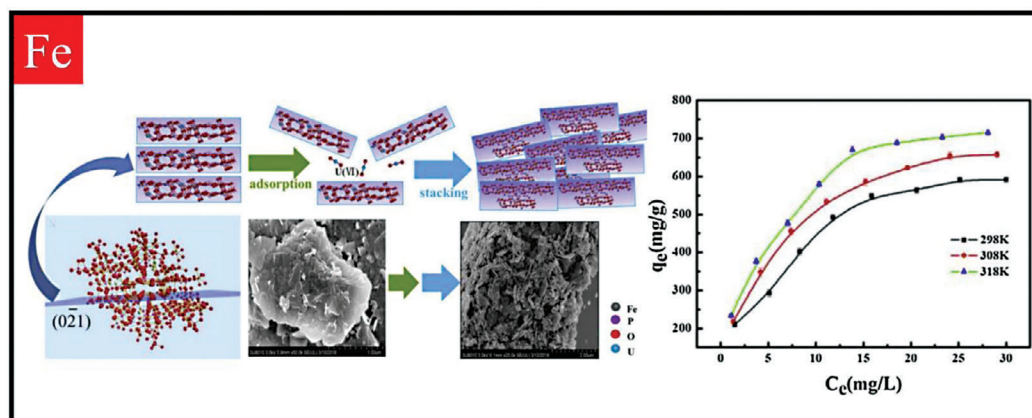 Fe
U(VI)
adsorption
stacking
(02̄1)
Fe
P
O
U
800
700
600
500
400
300
200
qe(mg/g)
298K
308K
318K
0
5
10
15
20
25
30
Ce(mg/L)